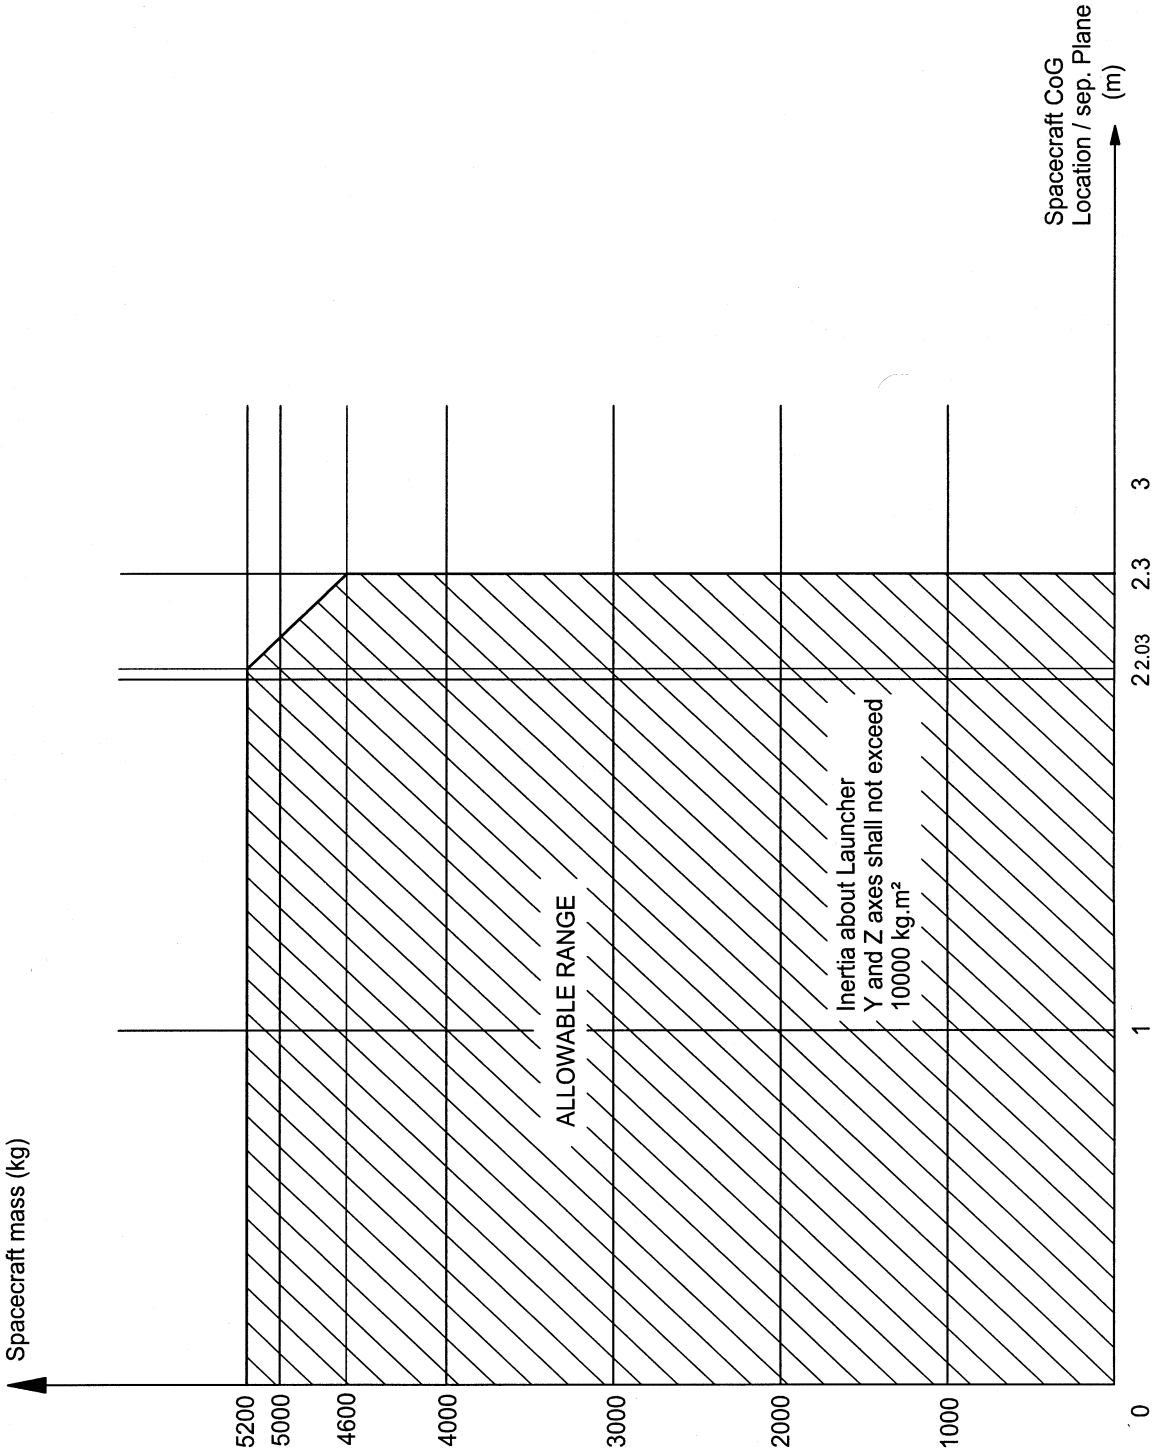 Spacecraft mass (kg)
5200
5000
4600
4000
3000
2000
1000
0
1
2.03
2.3
3
ALLOWABLE RANGE
Inertia about Launcher
Y and Z axes shall not exceed
10000 kg.m²
Spacecraft CoG
Location / sep. Plane
(m)